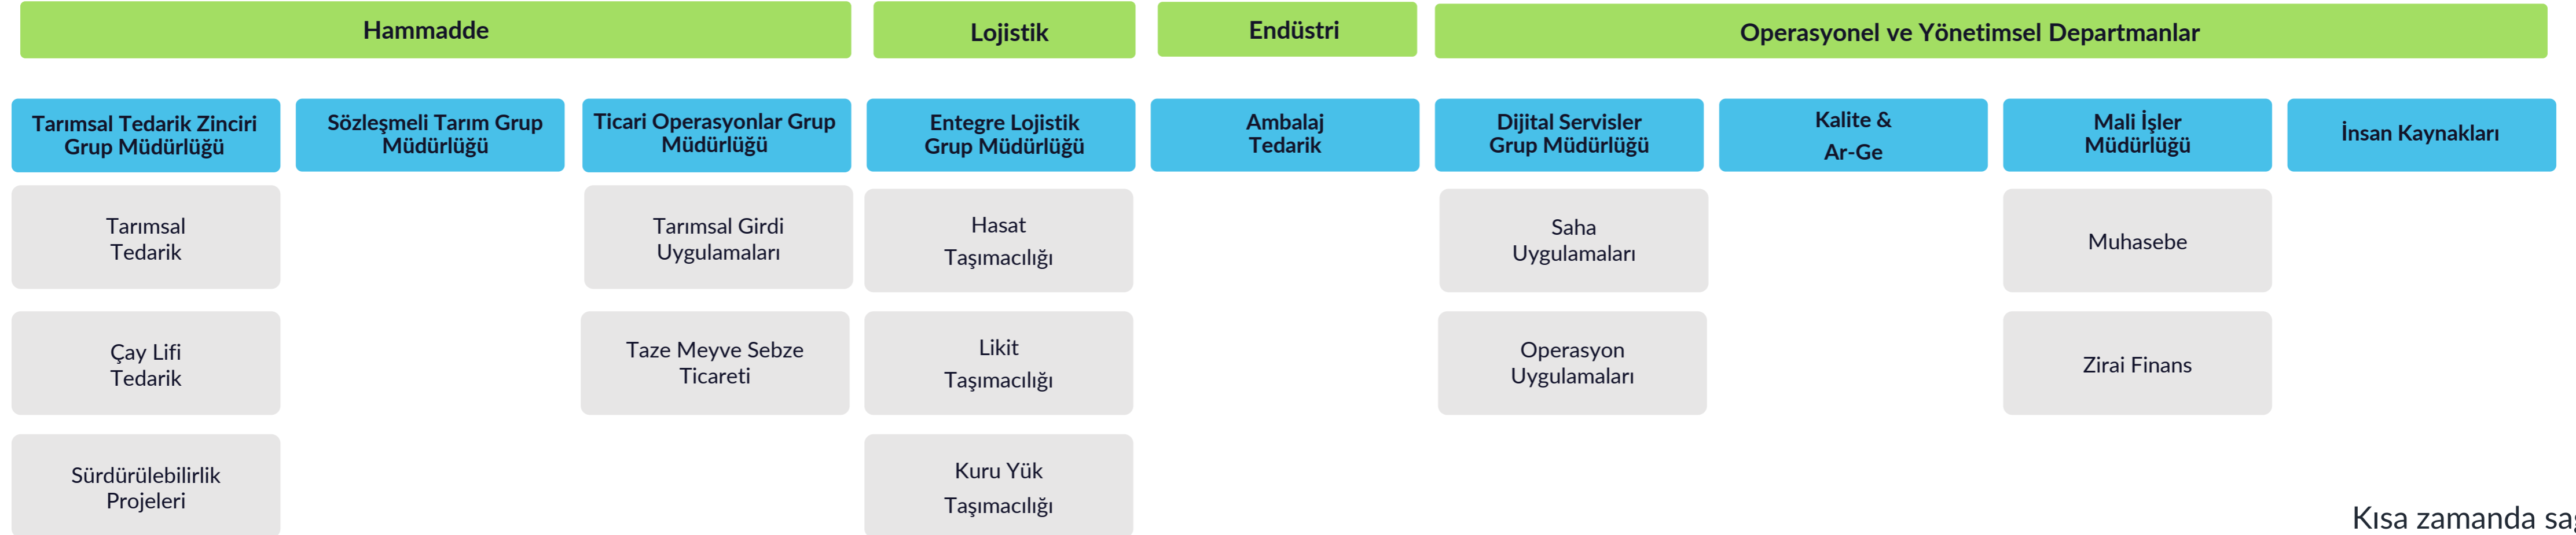 Hammadde
Lojistik
Endüstri
Operasyonel ve Yönetimsel Departmanlar
Tarımsal Tedarik Zinciri
Grup Müdürlüğü
Sözleşmeli Tarım Grup
Müdürlüğü
Ticari Operasyonlar Grup
Müdürlüğü
Entegre Lojistik
Grup Müdürlüğü
Ambalaj
Tedarik
Dijital Servisler
Grup Müdürlüğü
Kalite &
Ar-Ge
Mali İşler
Müdürlüğü
İnsan Kaynakları
Tarımsal
Tedarik
Tarımsal Girdi
Uygulamaları
Hasat
Taşımacılığı
Saha
Uygulamaları
Muhasebe
Çay Lifi
Tedarik
Taze Meyve Sebze
Ticareti
Likit
Taşımacılığı
Operasyon
Uygulamaları
Zirai Finans
Sürdürülebilirlik
Projeleri
Kuru Yük
Taşımacılığı
Kısa zamanda